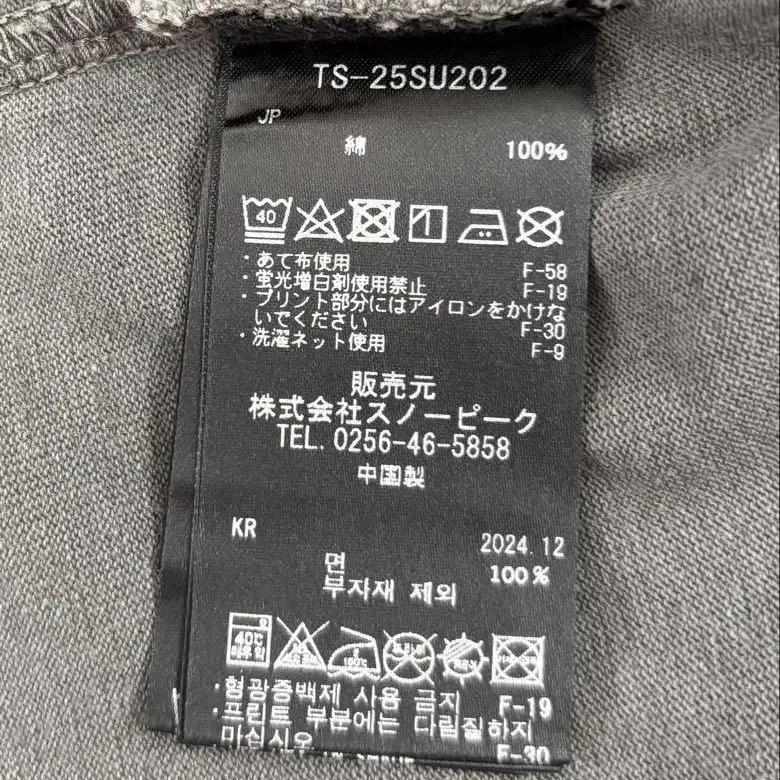 TS-25SU202
JP
綿 100%
40
・あて布使用 F-58
・蛍光増白剤使用禁止 F-19
・プリント部分にはアイロンをかけな
いでください F-30
・洗濯ネット使用 F-9
販売元
株式会社スノーピーク
TEL. 0256-46-5858
中国製
KR 2024.12
면 100%
부자재 제외
40℃
・형광증백제 사용 금지 F-19
・프린트 부분에는 다림질하지
마십시오 F-30